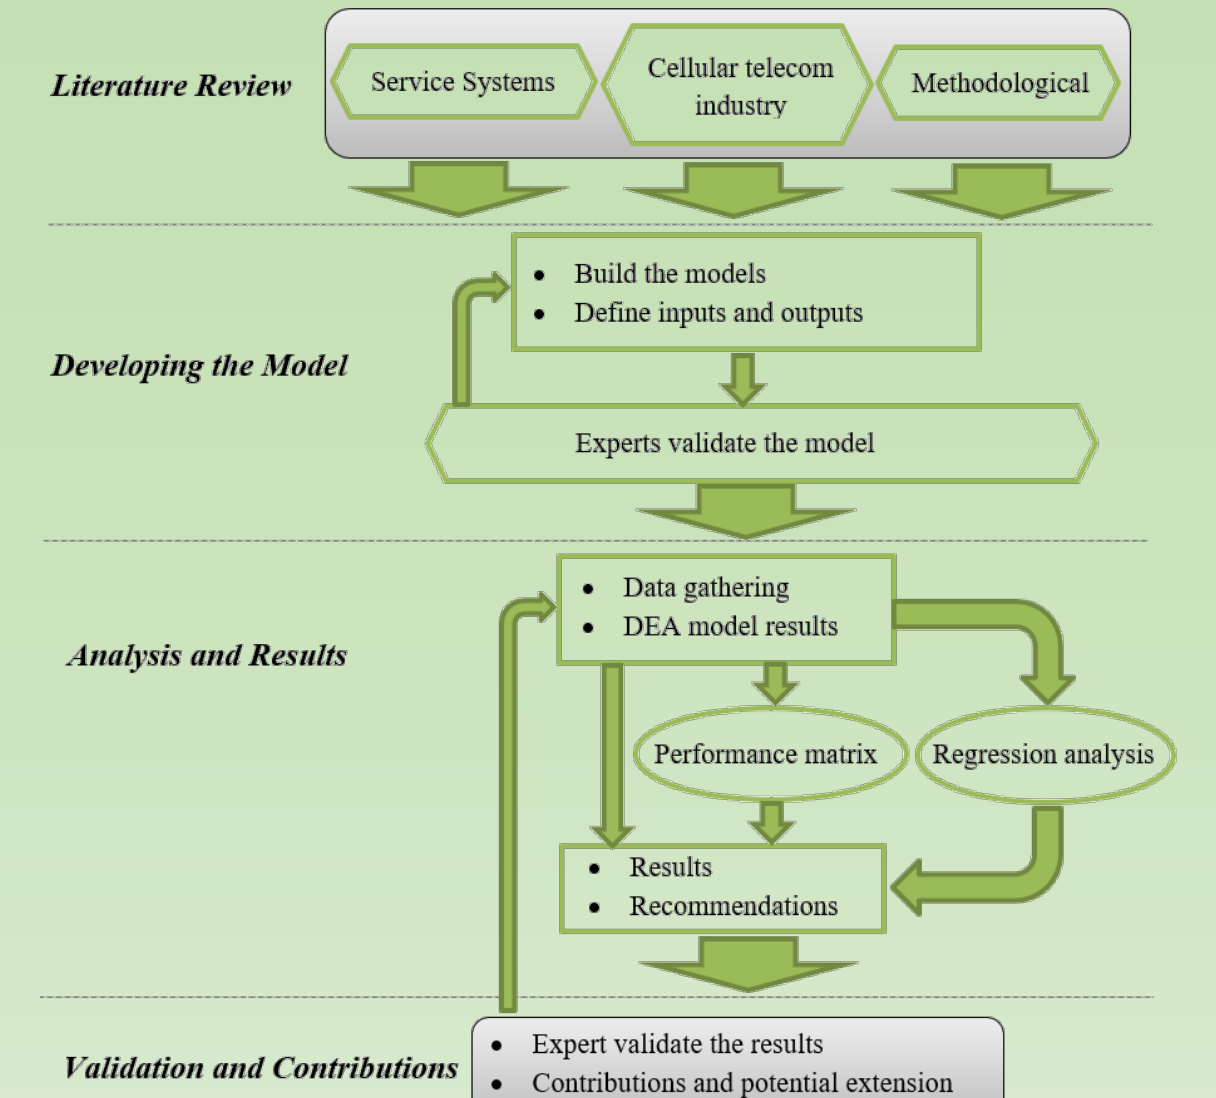 Literature Review
Service Systems
Cellular telecom
industry
Methodological
• Build the models
• Define inputs and outputs
Developing the Model
Experts validate the model
• Data gathering
• DEA model results
Analysis and Results
Performance matrix
Regression analysis
• Results
• Recommendations
Validation and Contributions
• Expert validate the results
• Contributions and potential extension